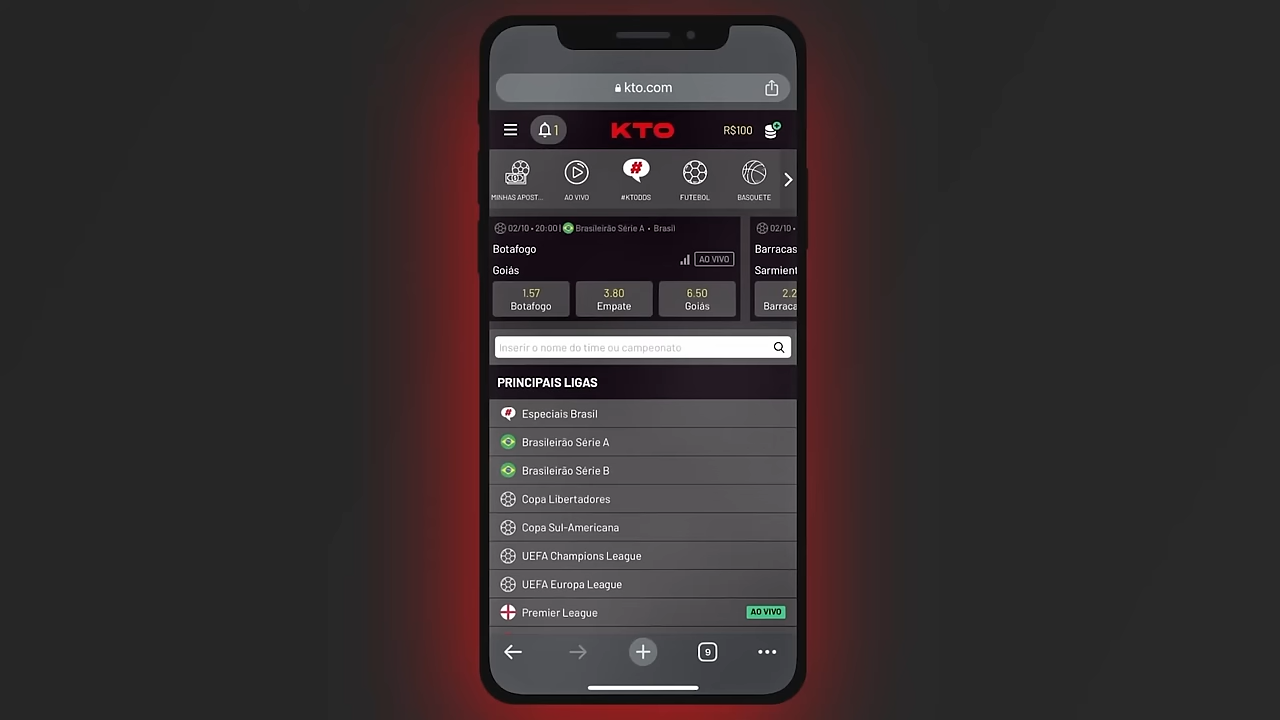 kto.com
1
KTO
R$100
MINHAS APOST...
AO VIVO
#KTODDS
FUTEBOL
BASQUETE
02/10 • 20:00 | Brasileirão Série A • Brasil
Botafogo
Goiás
AO VIVO
1.57
Botafogo
3.80
Empate
6.50
Goiás
02/10 •
Barracas
Sarmient
2.2
Barraca
Inserir o nome do time ou campeonato
PRINCIPAIS LIGAS
# Especiais Brasil
Brasileirão Série A
Brasileirão Série B
Copa Libertadores
Copa Sul-Americana
UEFA Champions League
UEFA Europa League
Premier League
AO VIVO
9